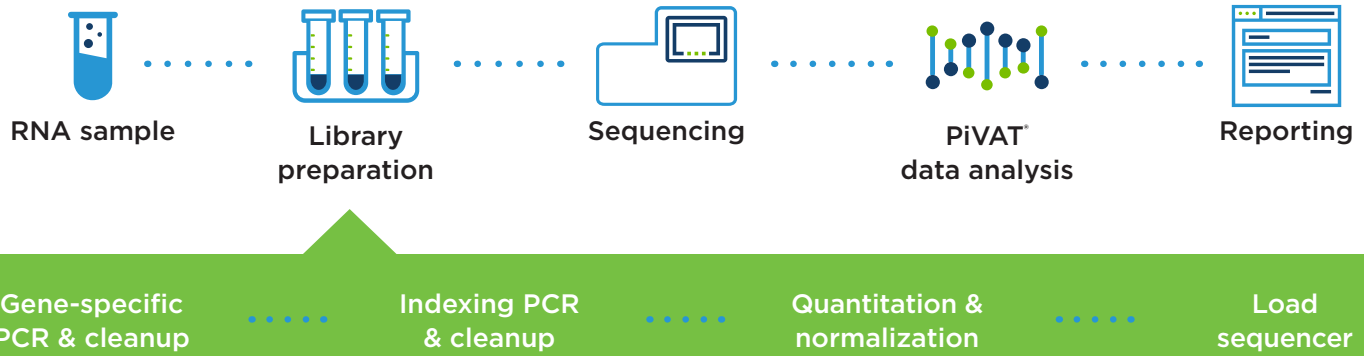 RNA sample
Library
preparation
Sequencing
PiVAT®
data analysis
Reporting
Gene-specific
PCR & cleanup
Indexing PCR
& cleanup
Quantitation &
normalization
Load
sequencer